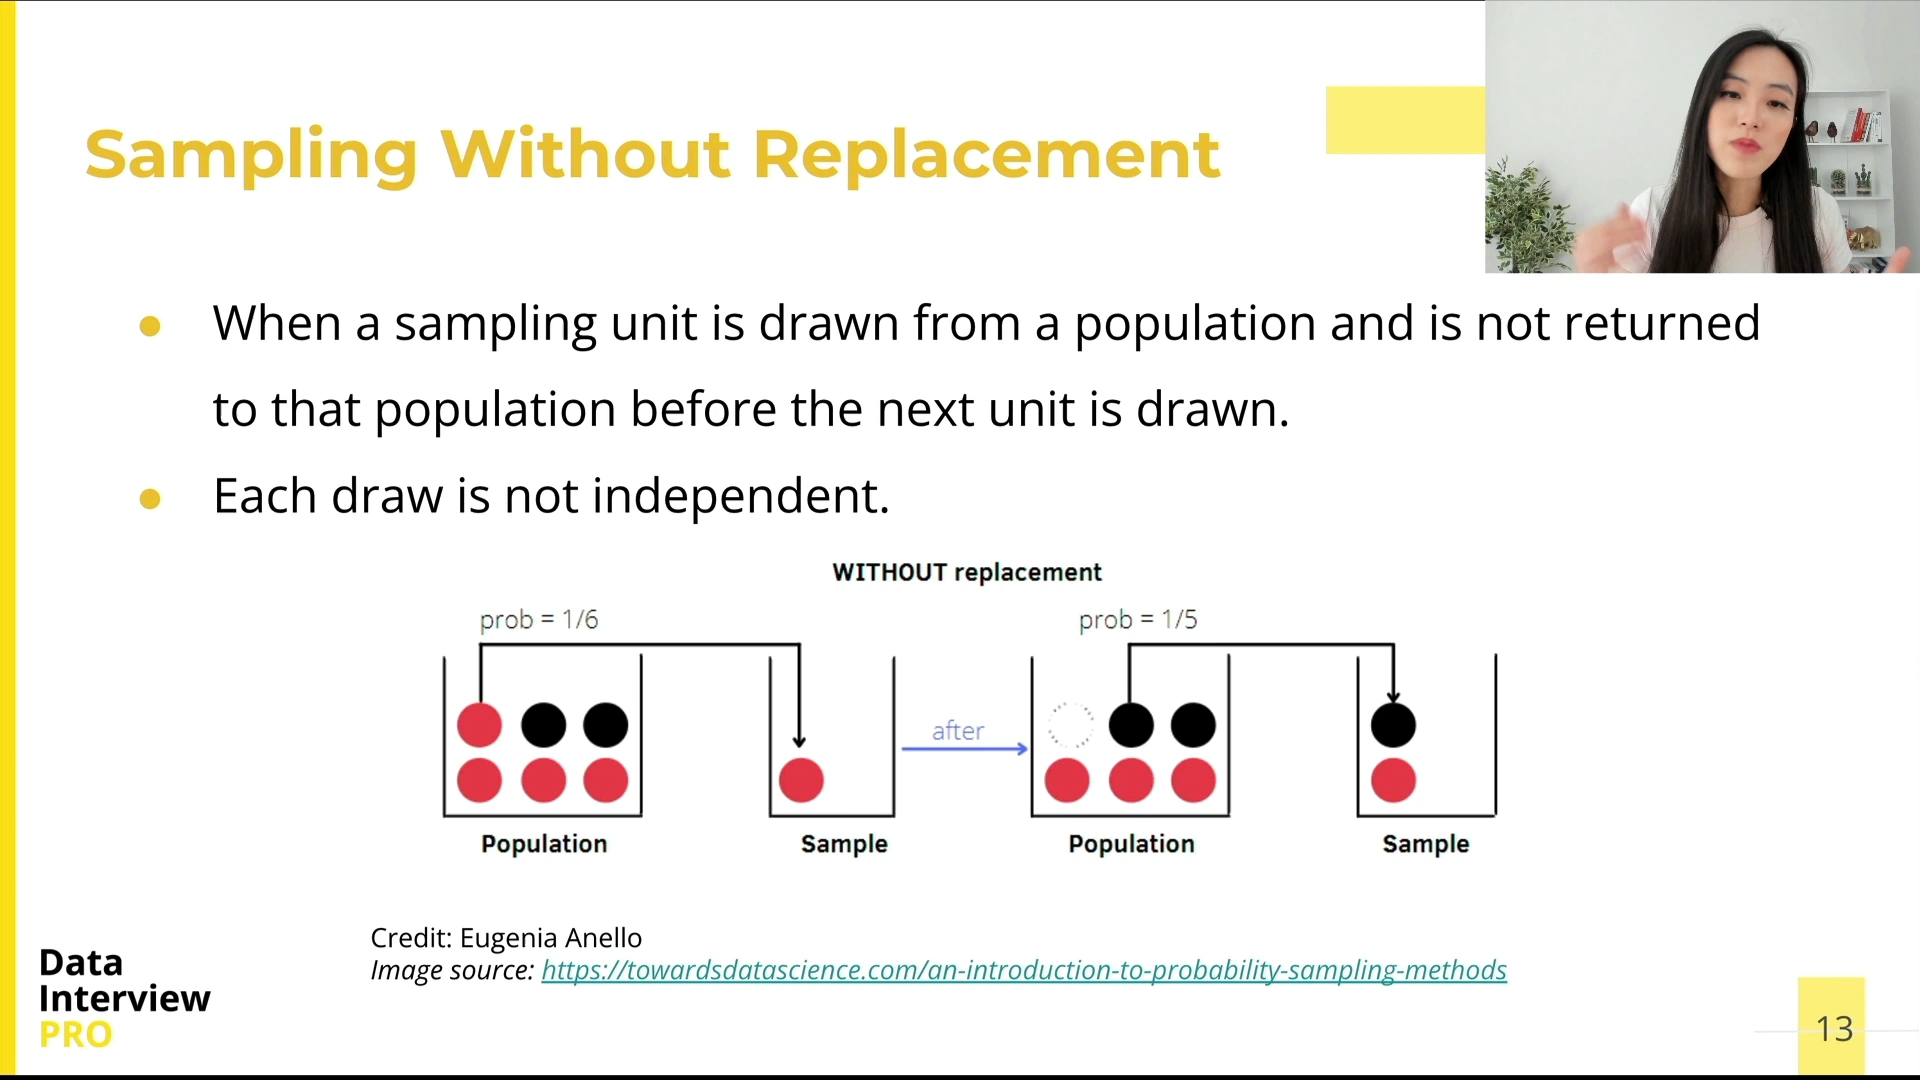 Sampling Without Replacement
● When a sampling unit is drawn from a population and is not returned
to that population before the next unit is drawn.
● Each draw is not independent.
WITHOUT replacement
prob = 1/6
prob = 1/5
after
Population
Sample
Population
Sample
Credit: Eugenia Anello
Image source: https://towardsdatascience.com/an-introduction-to-probability-sampling-methods
Data
Interview
PRO
13